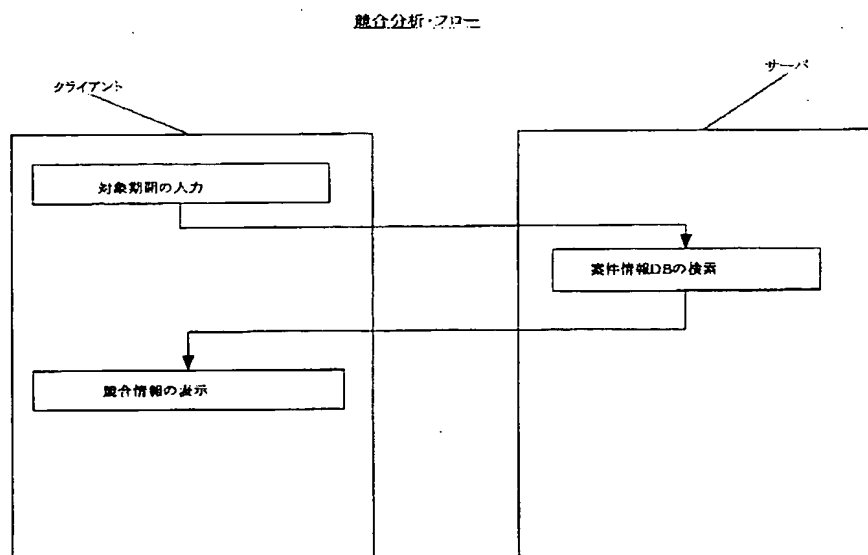 競合分析・フロー
クライアント
サーバ
対象期間の入力
案件情報DBの検索
競合情報の表示